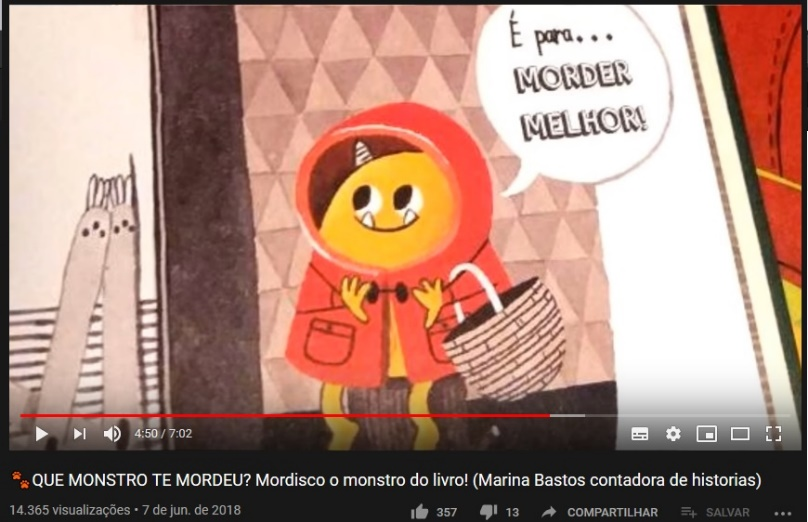 É para...
MORDER
MELHOR!
4:50 / 7:02
QUE MONSTRO TE MORDEU? Mordisco o monstro do livro! (Marina Bastos contadora de historias)
14.365 visualizações • 7 de jun. de 2018 357 13 COMPARTILHAR SALVAR